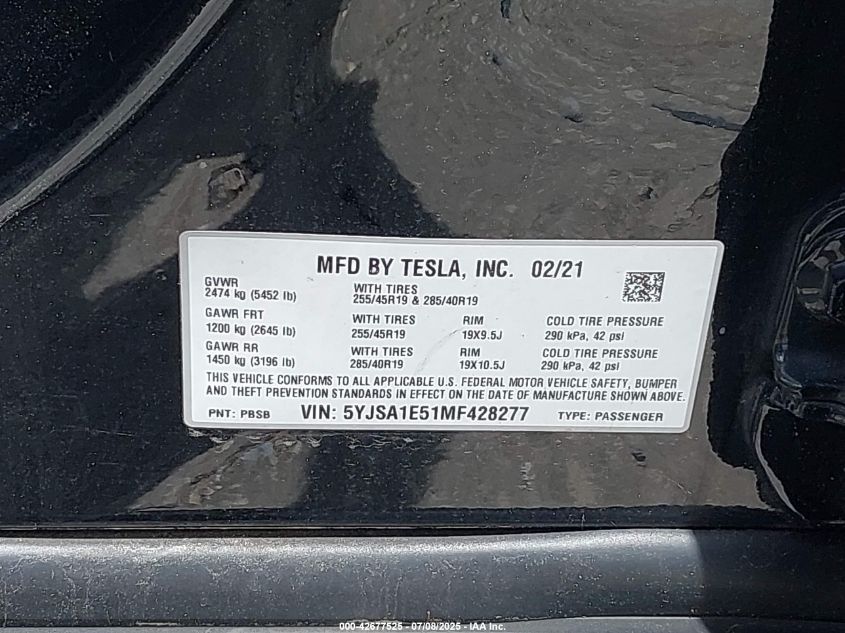 MFD BY TESLA, INC. 02/21
GVWR
2474 kg (5452 lb)
WITH TIRES
255/45R19 & 285/40R19
GAWR FRT
1200 kg (2645 lb)
WITH TIRES
255/45R19
RIM
19X9.5J
COLD TIRE PRESSURE
290 kPa, 42 psi
GAWR RR
1450 kg (3196 lb)
WITH TIRES
285/40R19
RIM
19X10.5J
COLD TIRE PRESSURE
290 kPa, 42 psi
THIS VEHICLE CONFORMS TO ALL APPLICABLE U.S. FEDERAL MOTOR VEHICLE SAFETY, BUMPER
AND THEFT PREVENTION STANDARDS IN EFFECT ON THE DATE OF MANUFACTURE SHOWN ABOVE.
PNT: PBSB VIN: 5YJSA1E51MF428277 TYPE: PASSENGER
000-42677525 - 07/08/2025 - IAA Inc.